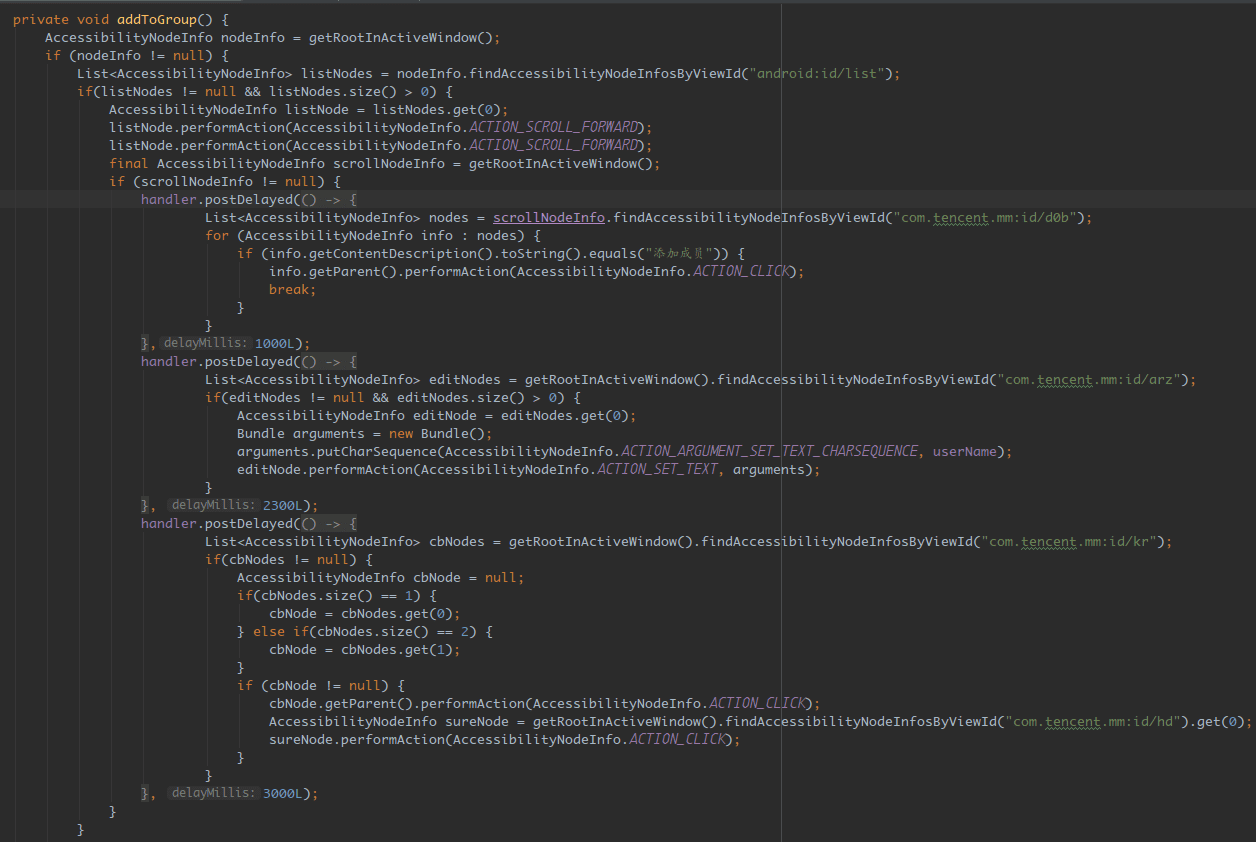 private void addToGroup() {
    AccessibilityNodeInfo nodeInfo = getRootInActiveWindow();
    if (nodeInfo != null) {
        List<AccessibilityNodeInfo> listNodes = nodeInfo.findAccessibilityNodeInfosByViewId("android:id/list");
        if(listNodes != null && listNodes.size() > 0) {
            AccessibilityNodeInfo listNode = listNodes.get(0);
            listNode.performAction(AccessibilityNodeInfo.ACTION_SCROLL_FORWARD);
            listNode.performAction(AccessibilityNodeInfo.ACTION_SCROLL_FORWARD);
            final AccessibilityNodeInfo scrollNodeInfo = getRootInActiveWindow();
            if (scrollNodeInfo != null) {
                handler.postDelayed(() -> {
                        List<AccessibilityNodeInfo> nodes = scrollNodeInfo.findAccessibilityNodeInfosByViewId("com.tencent.mm:id/d0b");
                        for (AccessibilityNodeInfo info : nodes) {
                            if (info.getContentDescription().toString().equals("添加成员")) {
                                info.getParent().performAction(AccessibilityNodeInfo.ACTION_CLICK);
                                break;
                            }
                        }
                }, delayMillis: 1000L);
                handler.postDelayed(() -> {
                        List<AccessibilityNodeInfo> editNodes = getRootInActiveWindow().findAccessibilityNodeInfosByViewId("com.tencent.mm:id/arz");
                        if(editNodes != null && editNodes.size() > 0) {
                            AccessibilityNodeInfo editNode = editNodes.get(0);
                            Bundle arguments = new Bundle();
                            arguments.putCharSequence(AccessibilityNodeInfo.ACTION_ARGUMENT_SET_TEXT_CHARSEQUENCE, userName);
                            editNode.performAction(AccessibilityNodeInfo.ACTION_SET_TEXT, arguments);
                        }
                }, delayMillis: 2300L);
                handler.postDelayed(() -> {
                        List<AccessibilityNodeInfo> cbNodes = getRootInActiveWindow().findAccessibilityNodeInfosByViewId("com.tencent.mm:id/kr");
                        if(cbNodes != null) {
                            AccessibilityNodeInfo cbNode = null;
                            if(cbNodes.size() == 1) {
                                cbNode = cbNodes.get(0);
                            } else if(cbNodes.size() == 2) {
                                cbNode = cbNodes.get(1);
                            }
                            if (cbNode != null) {
                                cbNode.getParent().performAction(AccessibilityNodeInfo.ACTION_CLICK);
                                AccessibilityNodeInfo sureNode = getRootInActiveWindow().findAccessibilityNodeInfosByViewId("com.tencent.mm:id/hd").get(0);
                                sureNode.performAction(AccessibilityNodeInfo.ACTION_CLICK);
                            }
                        }
                }, delayMillis: 3000L);
            }
        }